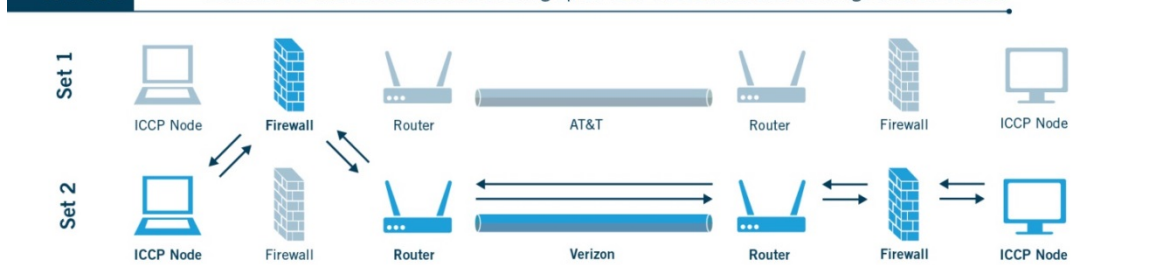 Set 1
ICCP Node Firewall Router AT&T Router Firewall ICCP Node
Set 2
ICCP Node Firewall Router Verizon Router Firewall ICCP Node